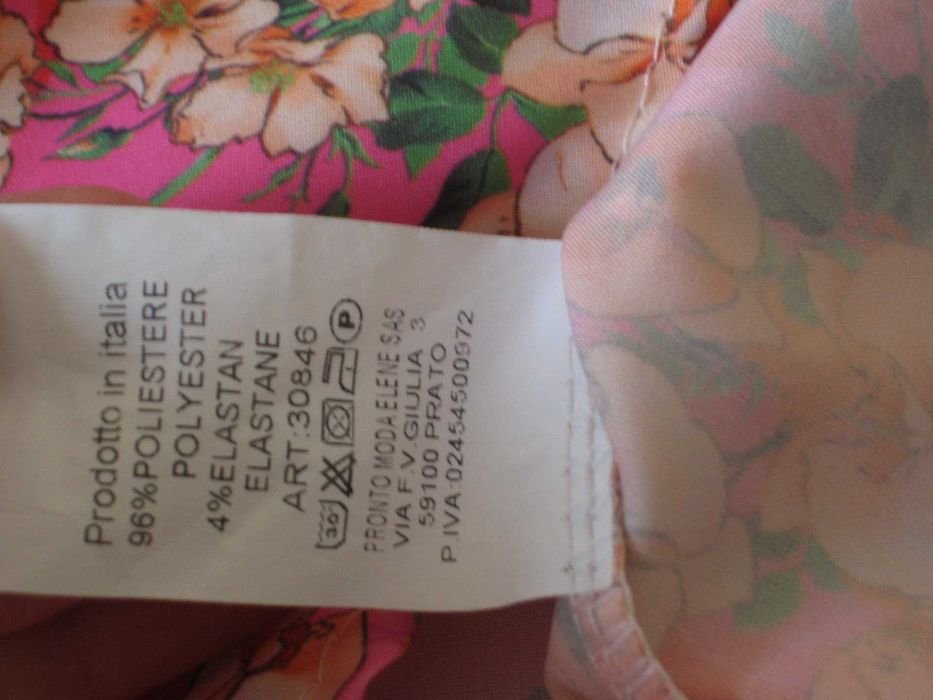 Prodotto in italia
96%POLIESTERE
POLYESTER
4%ELASTAN
ELASTANE
ART:30846
30 P
PRONTO MODA ELENE SAS
VIA F.V.GIULIA 3
59100 PRATO
P.IVA:02454500972